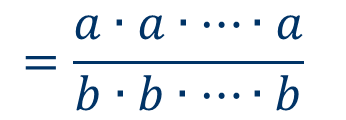 = a · a · ⋯ · a
b · b · ⋯ · b